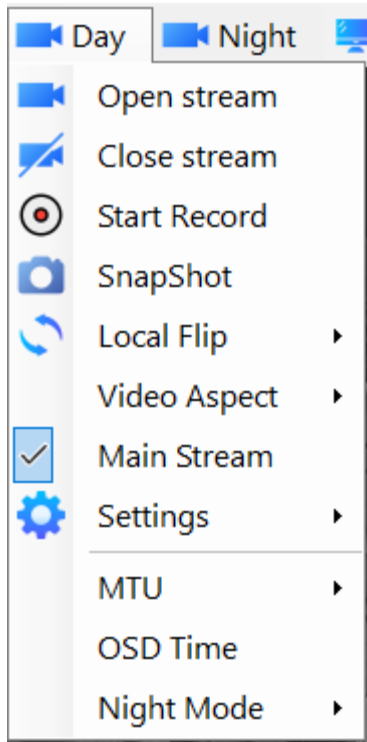 Day Night
Open stream
Close stream
Start Record
SnapShot
Local Flip
Video Aspect
Main Stream
Settings
MTU
OSD Time
Night Mode